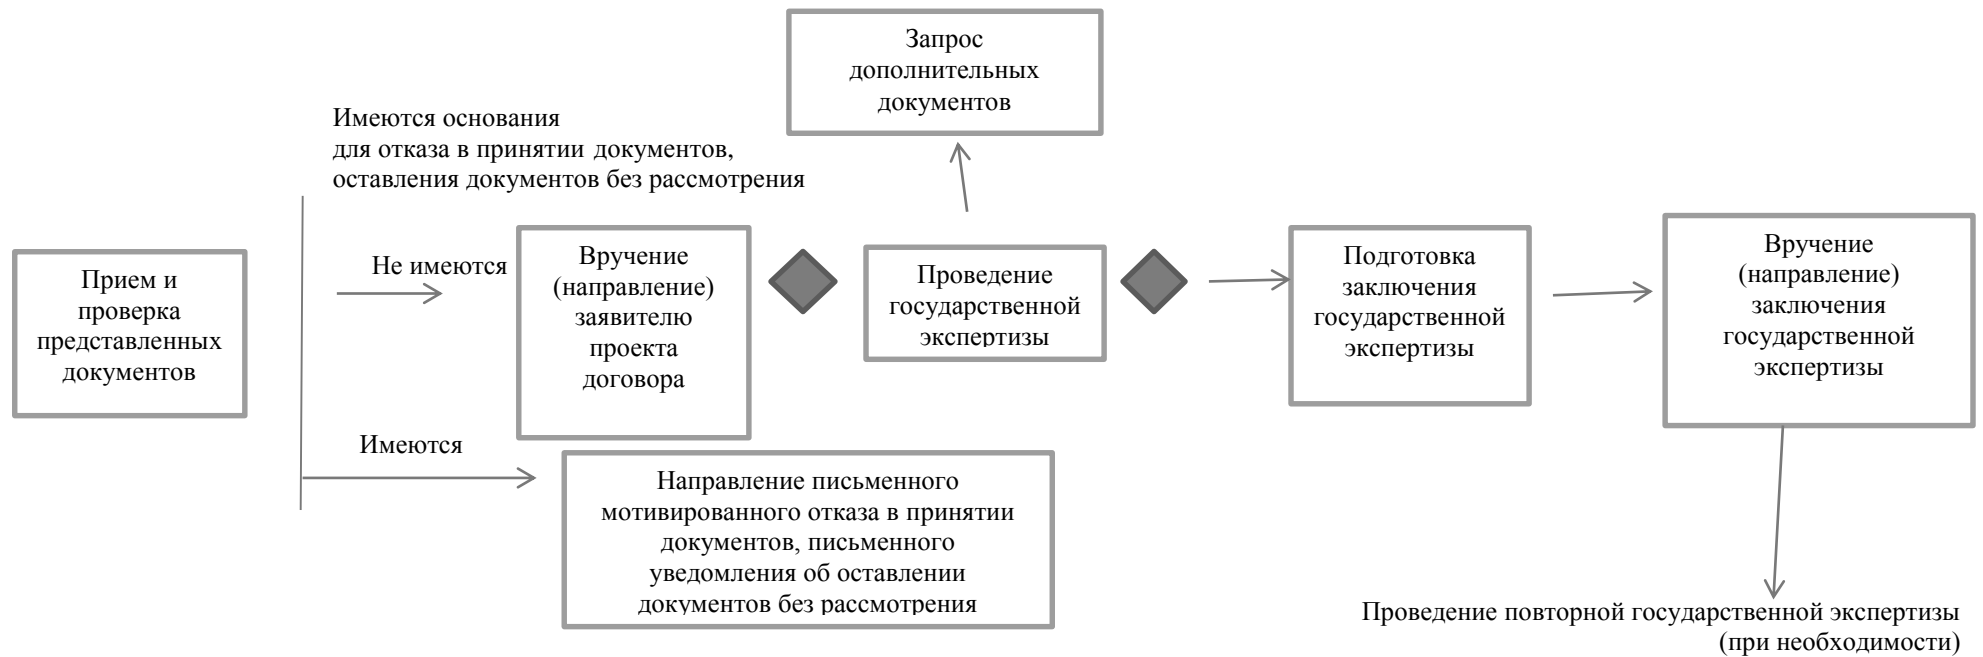 Запрос
дополнительных
документов
Имеются основания
для отказа в принятии документов,
оставления документов без рассмотрения
Прием и
проверка
представленных
документов
Не имеются
Вручение
(направление)
заявителю
проекта
договора
Проведение
государственной
экспертизы
Подготовка
заключения
государственной
экспертизы
Вручение
(направление)
заключения
государственной
экспертизы
Имеются
Направление письменного
мотивированного отказа в принятии
документов, письменного
уведомления об оставлении
документов без рассмотрения
Проведение повторной государственной экспертизы
(при необходимости)